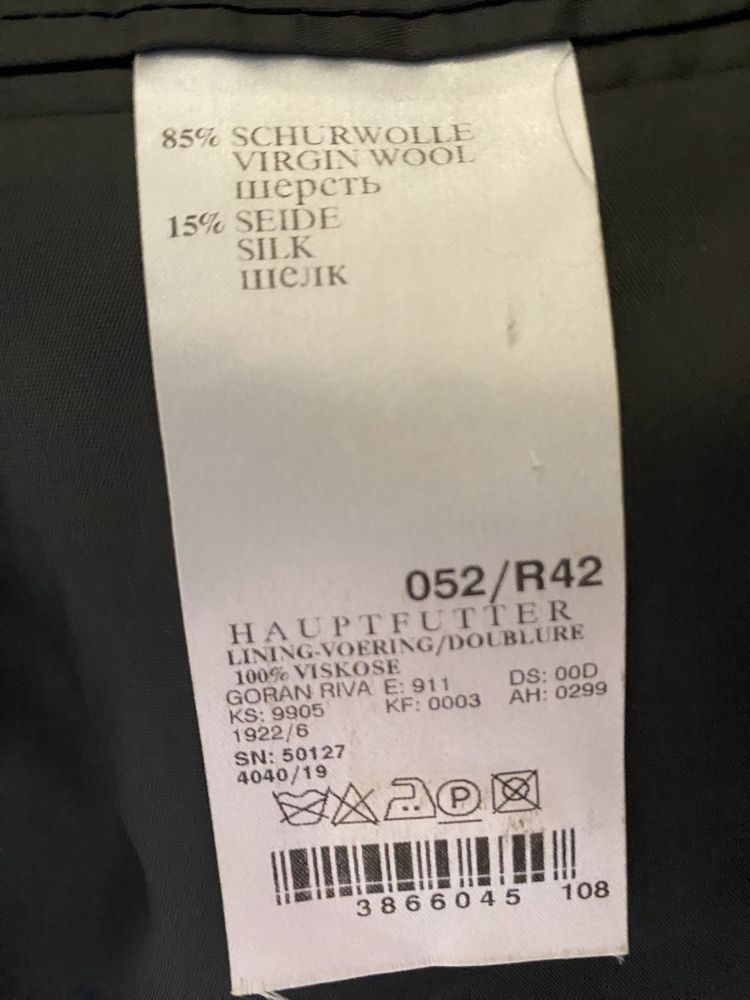 85% SCHURWOLLE
VIRGIN WOOL
шерсть
15% SEIDE
SILK
шелк
052/R42
HAUPTFUTTER
LINING-VOERING/DOUBLURE
100% VISKOSE
GORAN RIVA E: 911 DS: 00D
KS: 9905 KF: 0003 AH: 0299
1922/6
SN: 50127
4040/19
P
3866045 108